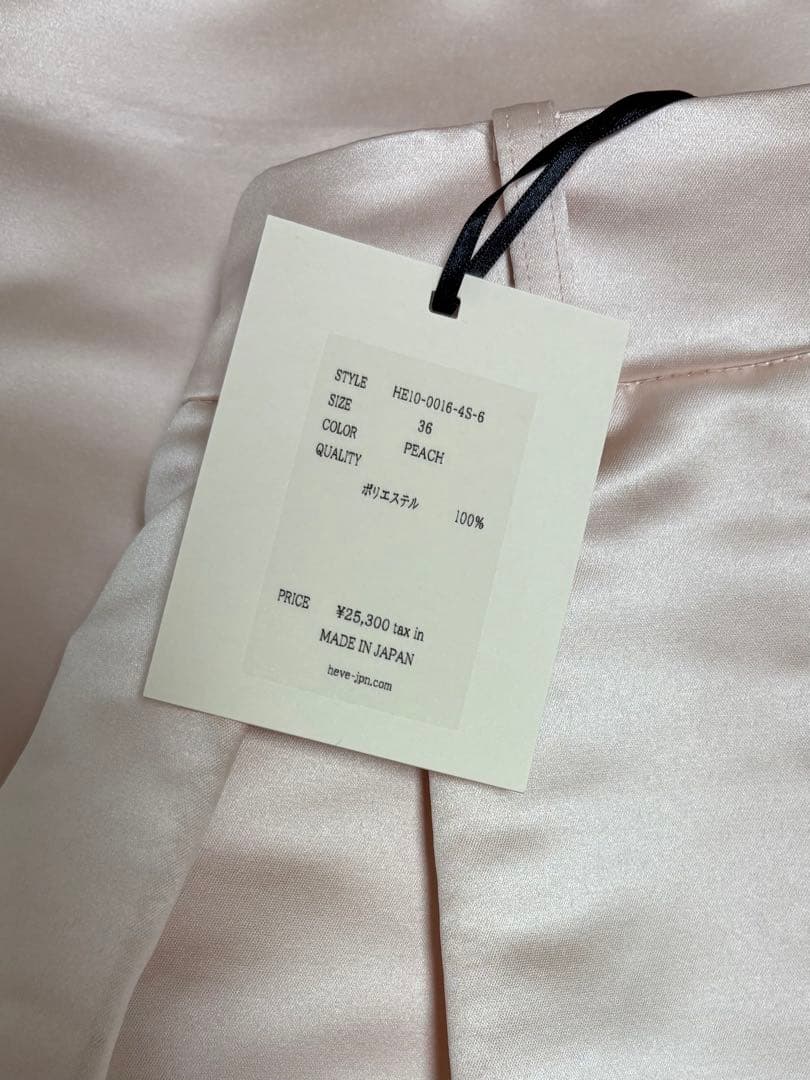 STYLE HE10-0016-4S-6
SIZE 36
COLOR PEACH
QUALITY
ポリエステル 100%
PRICE ¥25,300 tax in
MADE IN JAPAN
heve-jpn.com